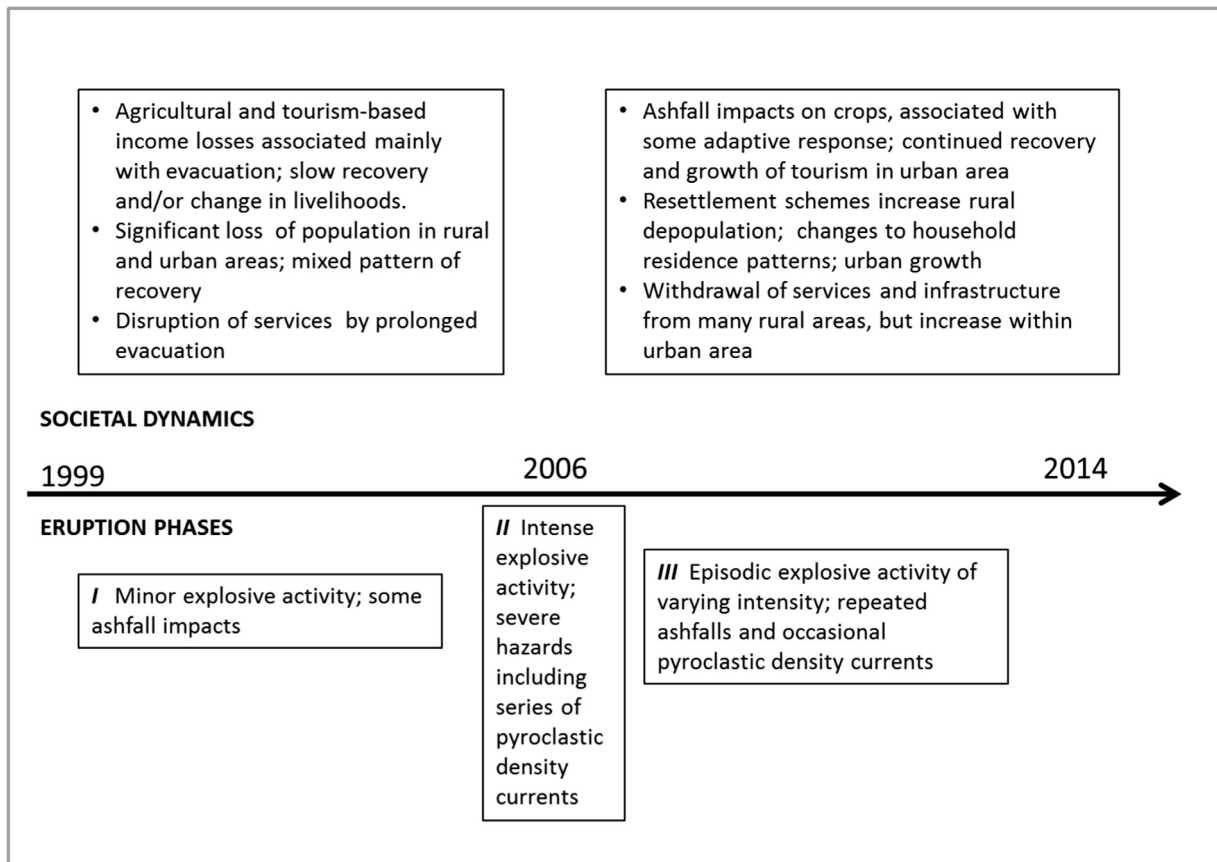 • Agricultural and tourism-based
income losses associated mainly
with evacuation; slow recovery
and/or change in livelihoods.
• Significant loss of population in rural
and urban areas; mixed pattern of
recovery
• Disruption of services by prolonged
evacuation
• Ashfall impacts on crops, associated with
some adaptive response; continued recovery
and growth of tourism in urban area
• Resettlement schemes increase rural
depopulation; changes to household
residence patterns; urban growth
• Withdrawal of services and infrastructure
from many rural areas, but increase within
urban area
SOCIETAL DYNAMICS
1999
2006
2014
ERUPTION PHASES
I Minor explosive activity; some
ashfall impacts
II Intense
explosive
activity;
severe
hazards
including
series of
pyroclastic
density
currents
III Episodic explosive activity of
varying intensity; repeated
ashfalls and occasional
pyroclastic density currents